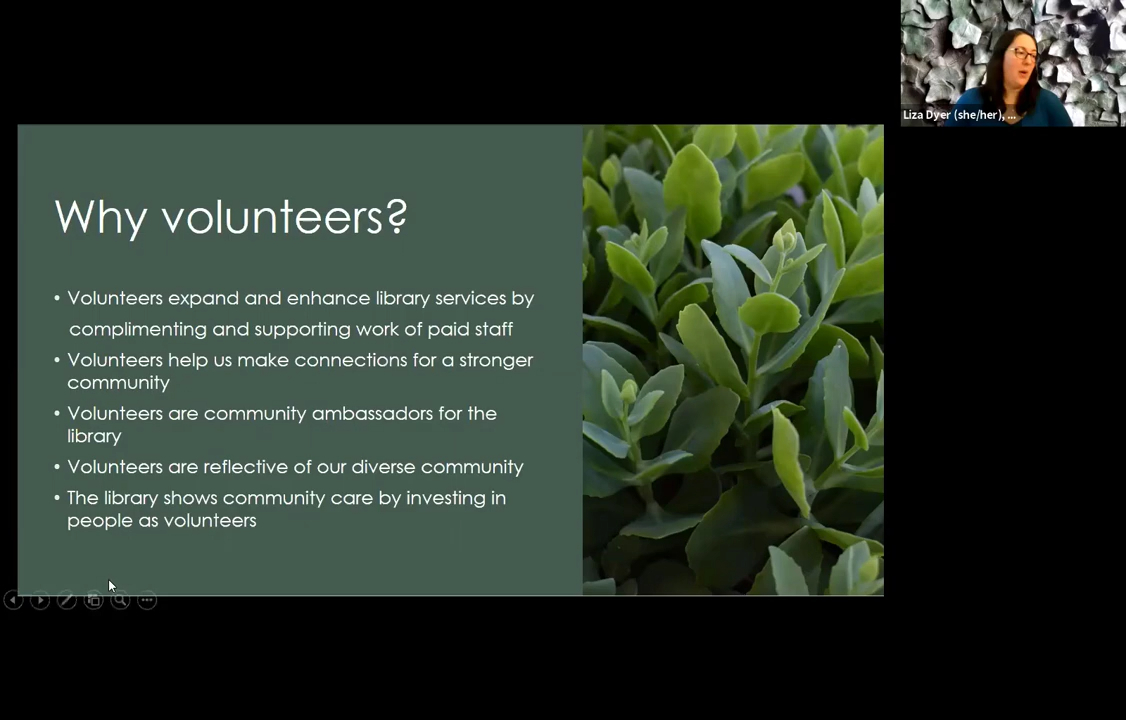 Liza Dyer (she/her), ...
Why volunteers?
• Volunteers expand and enhance library services by
complimenting and supporting work of paid staff
• Volunteers help us make connections for a stronger
community
• Volunteers are community ambassadors for the
library
• Volunteers are reflective of our diverse community
• The library shows community care by investing in
people as volunteers